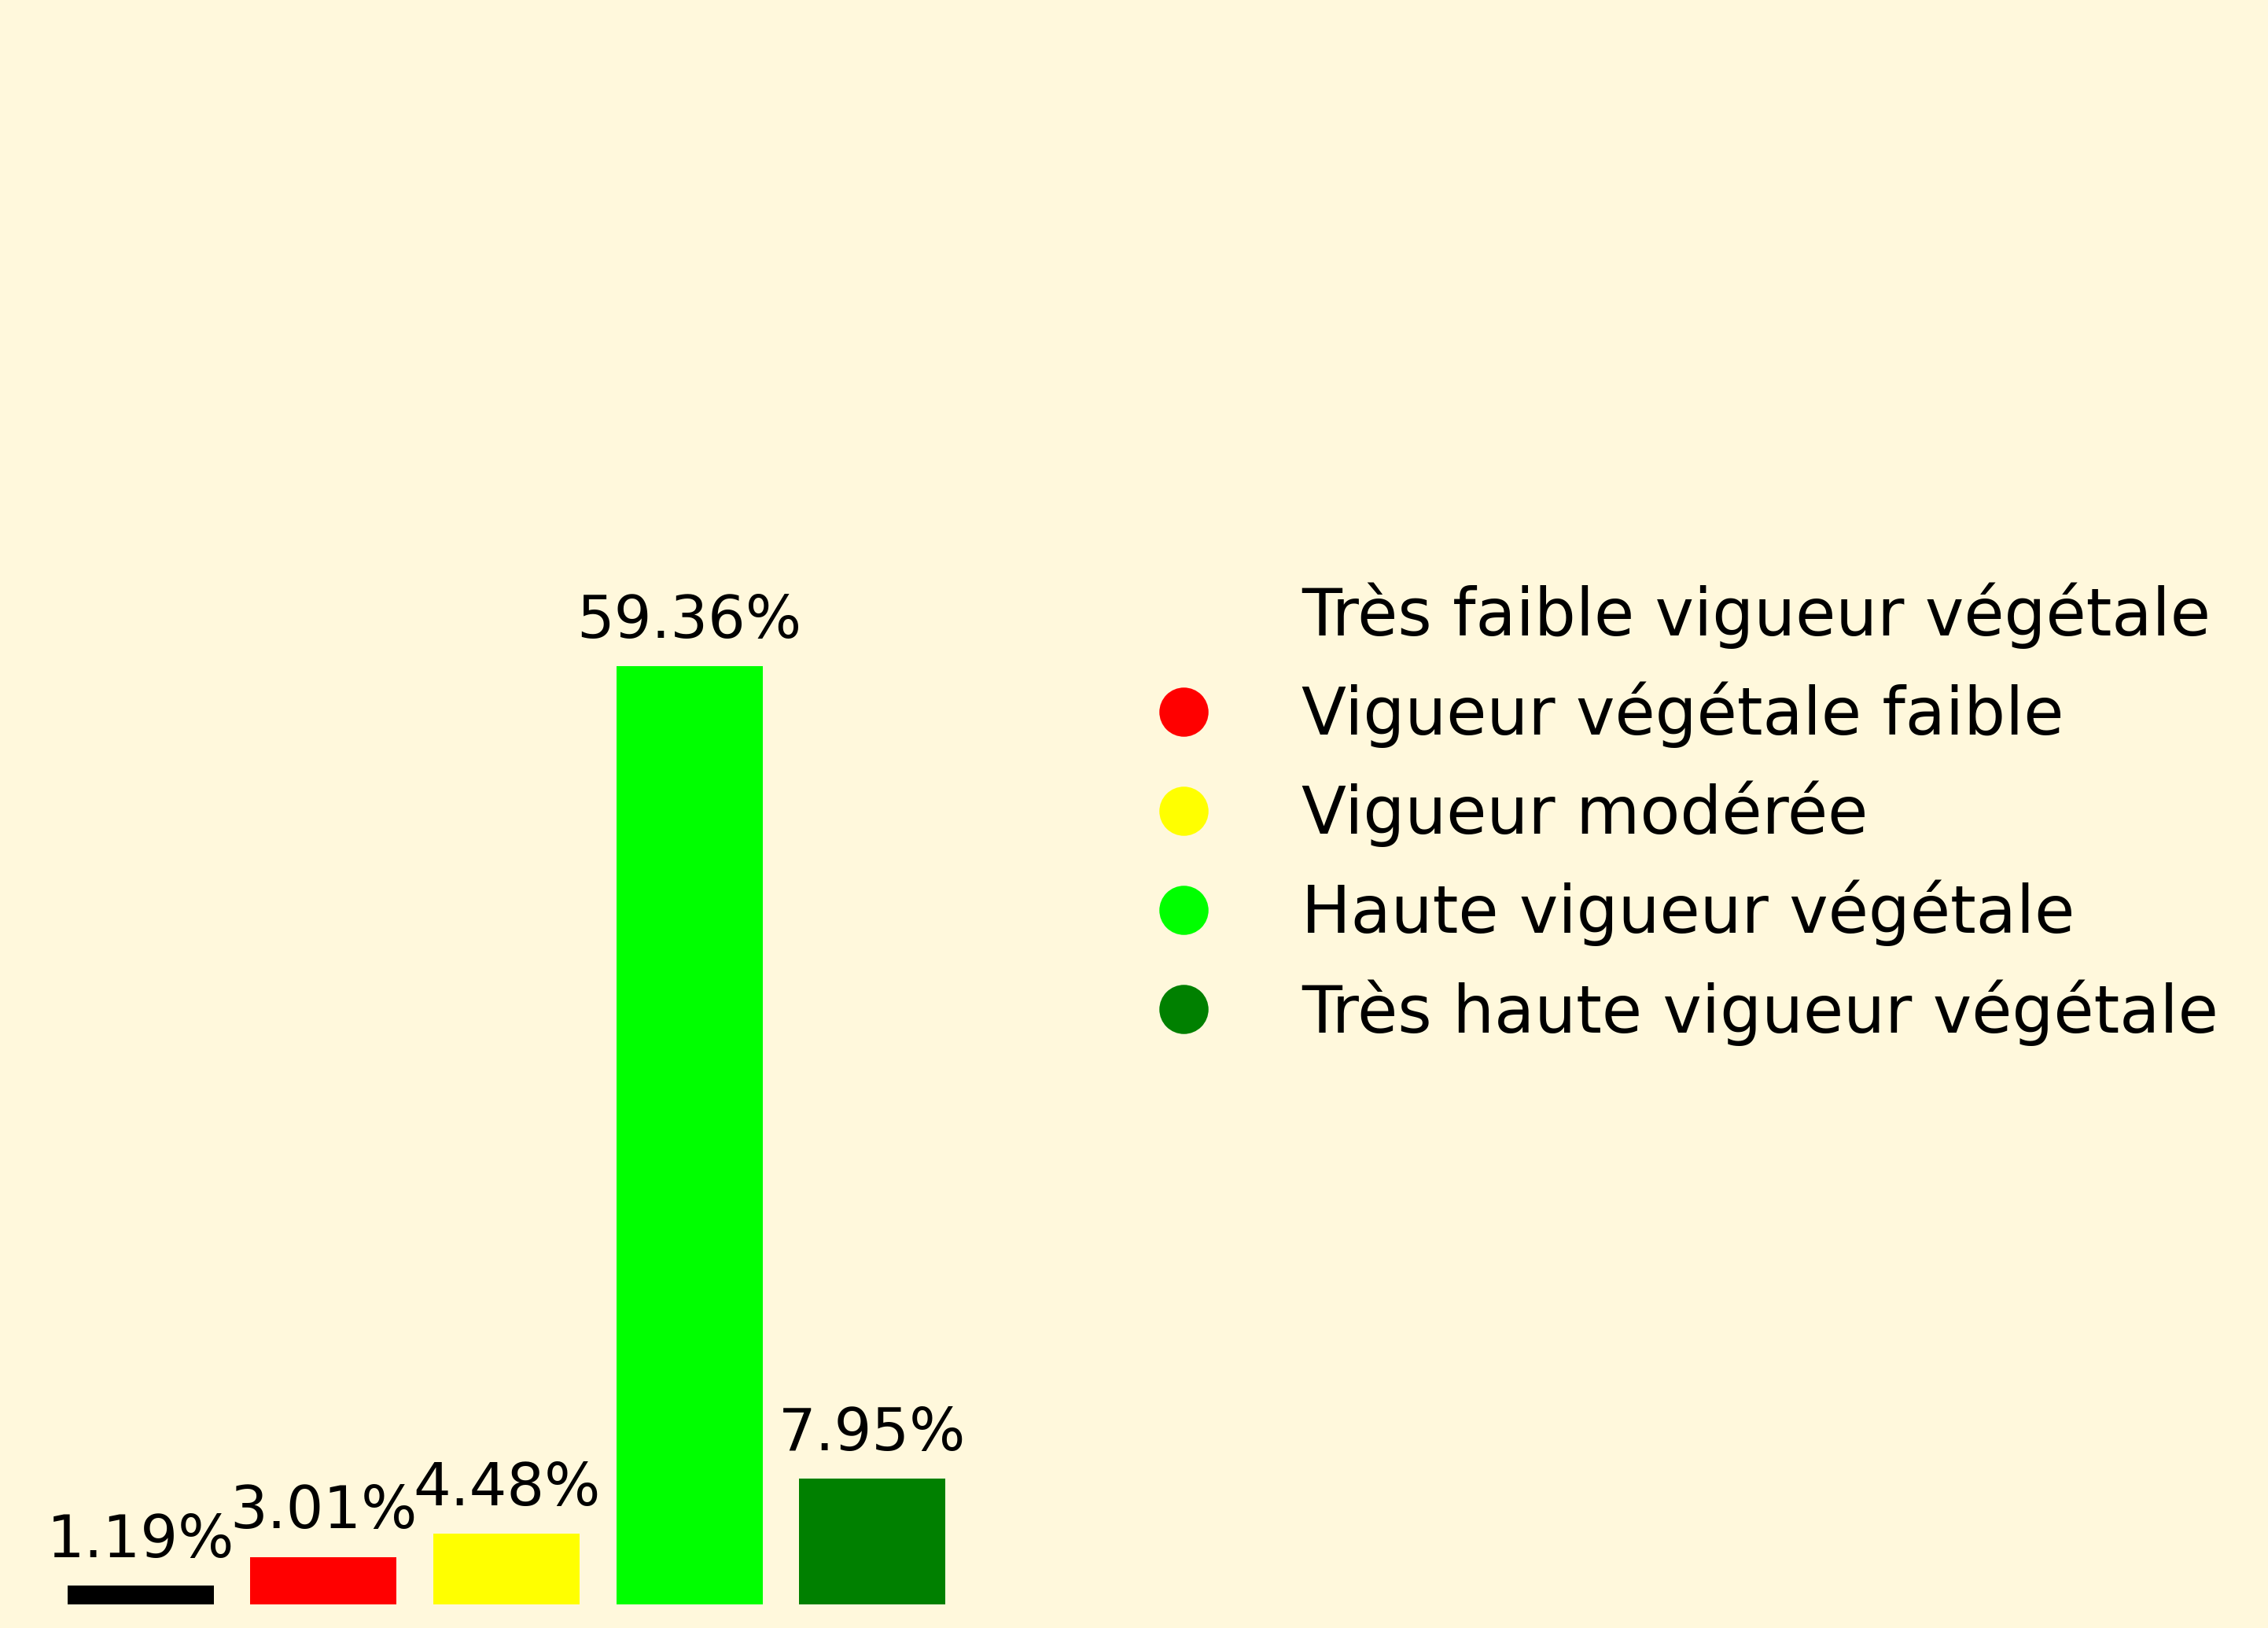 59.36%
7.95%
4.48%
3.01%
1.19%
Très faible vigueur végétale
Vigueur végétale faible
Vigueur modérée
Haute vigueur végétale
Très haute vigueur végétale